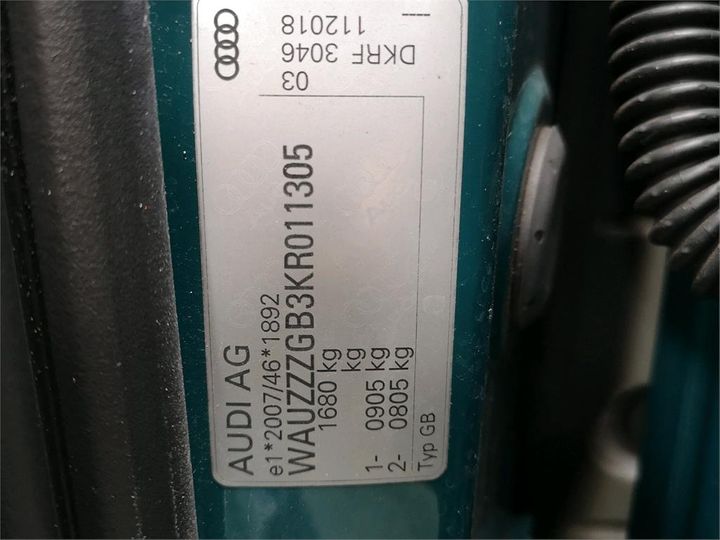 AUDI AG
e1*2007/46*1892
WAUZZZGB3KR011305
1680 kg
kg
1- 0905 kg
2- 0805 kg
Typ GB
03
DKRF 3046
112018